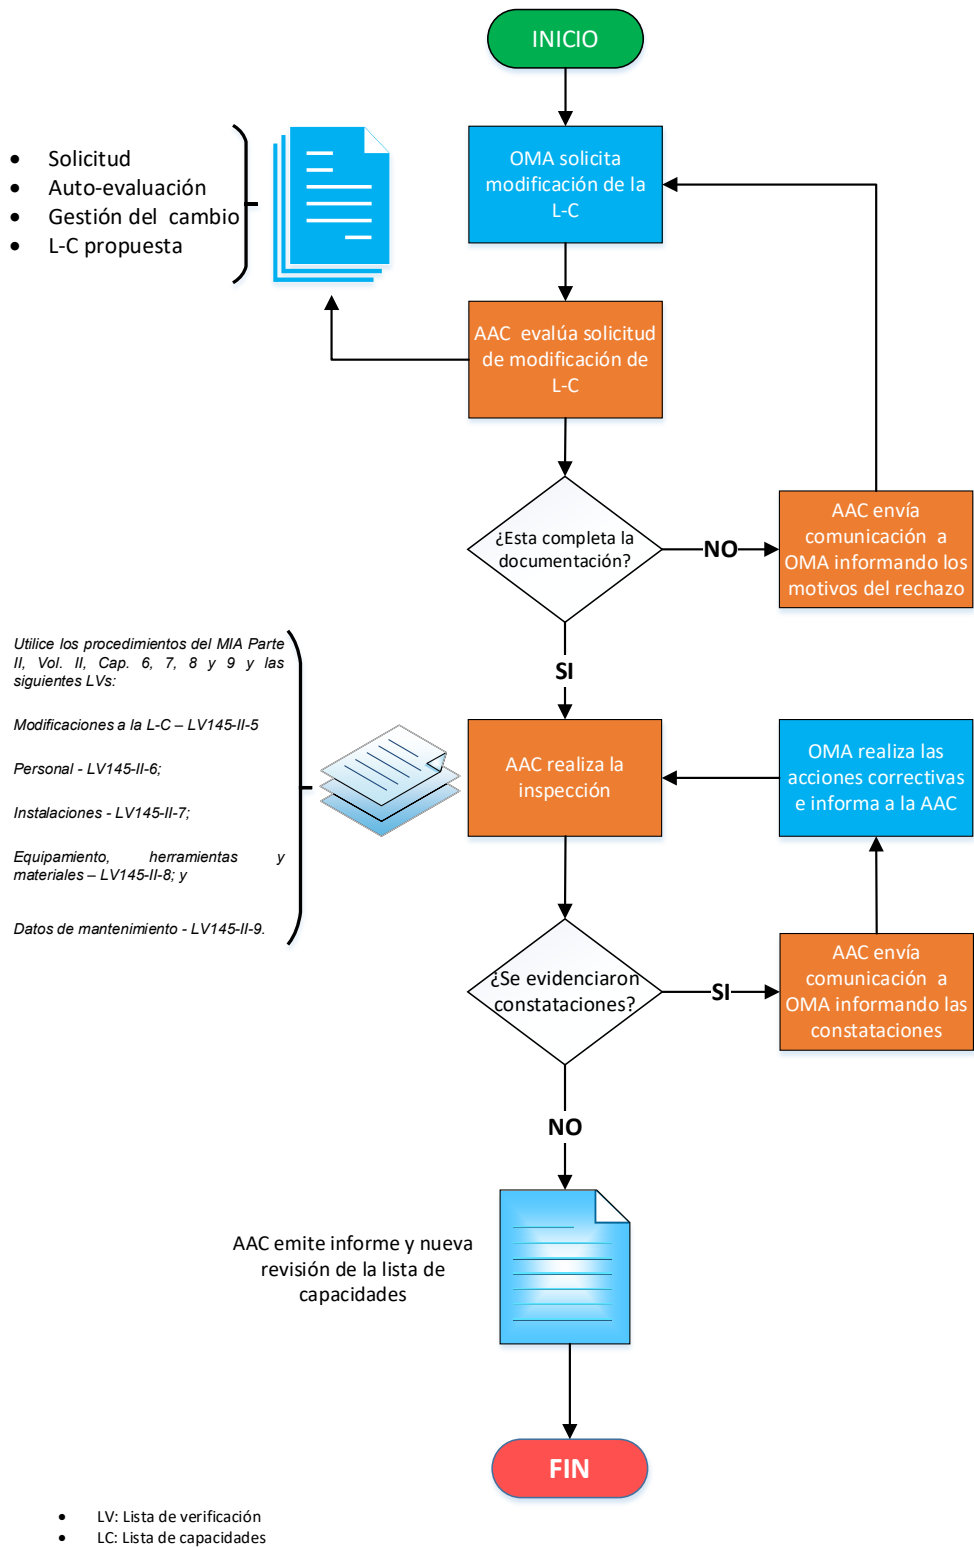 INICIO
• Solicitud
• Auto-evaluación
• Gestión del cambio
• L-C propuesta
OMA solicita
modificación de la
L-C
AAC evalúa solicitud
de modificación de
L-C
¿Esta completa la
documentación?
NO
AAC envía
comunicación a
OMA informando los
motivos del rechazo
SI
Utilice los procedimientos del MIA Parte
II, Vol. II, Cap. 6, 7, 8 y 9 y las
siguientes LVs:
Modificaciones a la L-C – LV145-II-5
Personal - LV145-II-6;
Instalaciones - LV145-II-7;
Equipamiento, herramientas y
materiales – LV145-II-8; y
Datos de mantenimiento - LV145-II-9.
AAC realiza la
inspección
OMA realiza las
acciones correctivas
e informa a la AAC
¿Se evidenciaron
constataciones?
SI
AAC envía
comunicación a
OMA informando las
constataciones
NO
AAC emite informe y nueva
revisión de la lista de
capacidades
FIN
• LV: Lista de verificación
• LC: Lista de capacidades